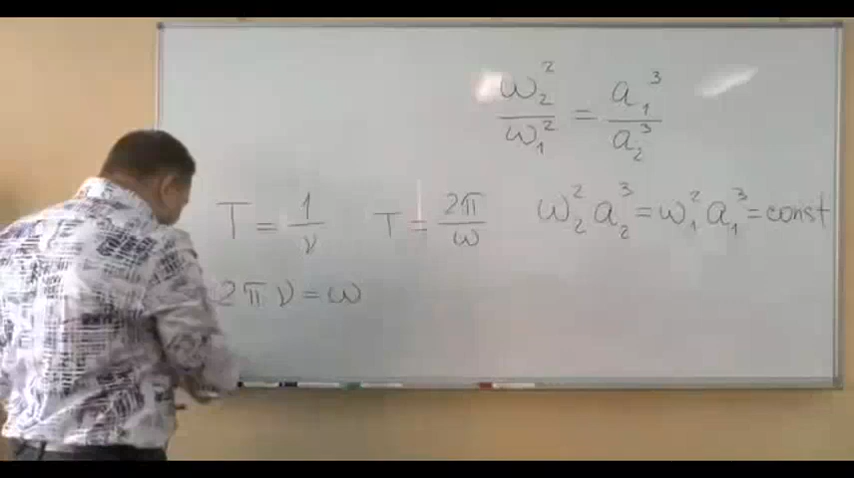 ω₂²/ω₁² = a₁³/a₂³
T = 1/ν
T = 2π/ω
ω₂² a₂³ = ω₁² a₁³ = const
2πν = ω